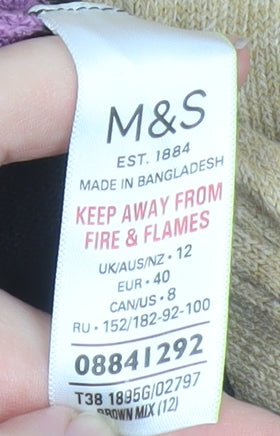 M&S
EST. 1884
MADE IN BANGLADESH
KEEP AWAY FROM
FIRE & FLAMES
UK/AUS/NZ • 12
EUR • 40
CAN/US • 8
RU • 152/182-92-100
08841292
T38 1895G/02797
BROWN MIX (12)